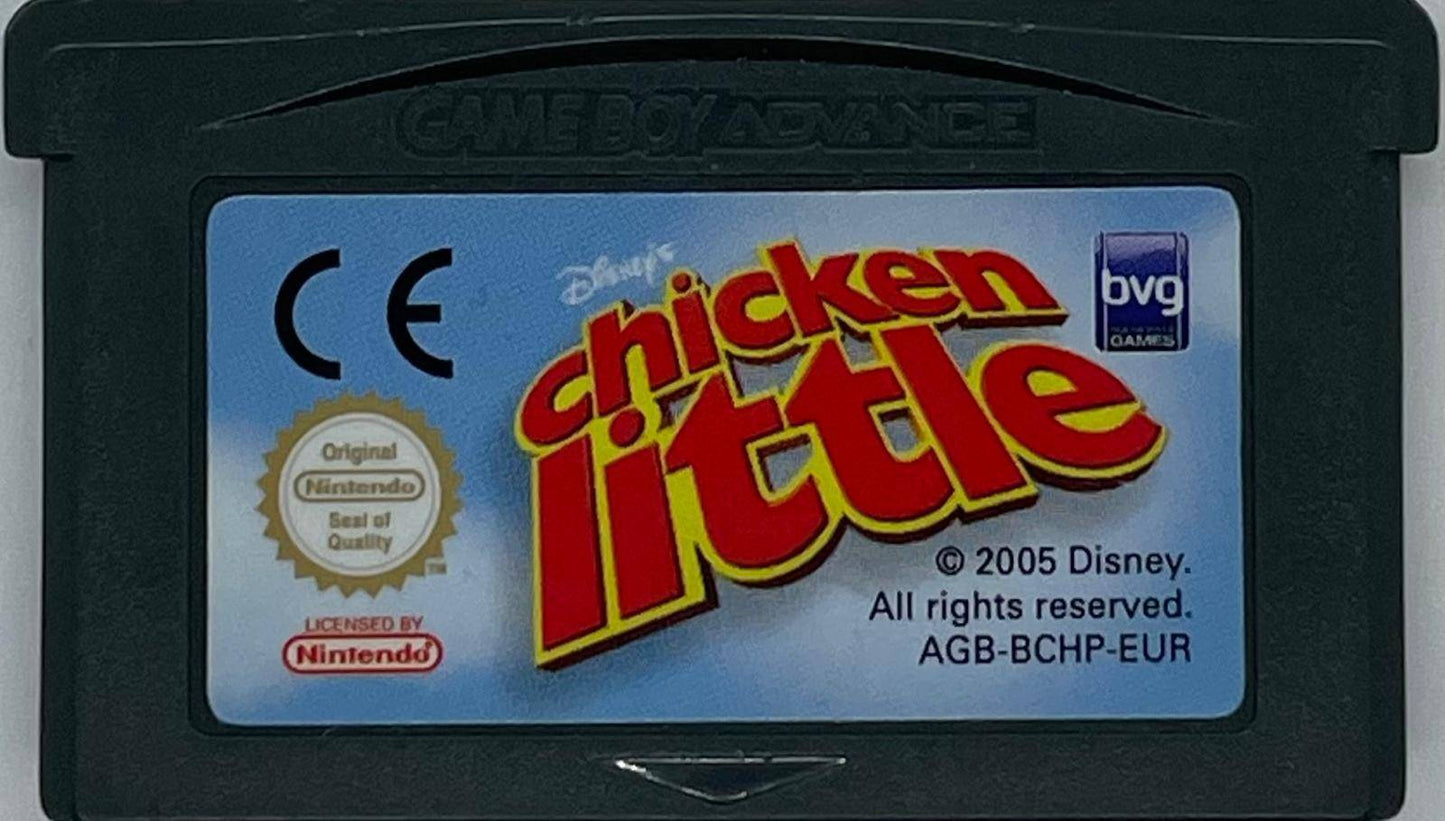 GAME BOY ADVANCE
CE
Disney's
chicken
little
bvg
GAMES
Original
Nintendo
Seal of
Quality
TM
LICENSED BY
Nintendo®
© 2005 Disney.
All rights reserved.
AGB-BCHP-EUR